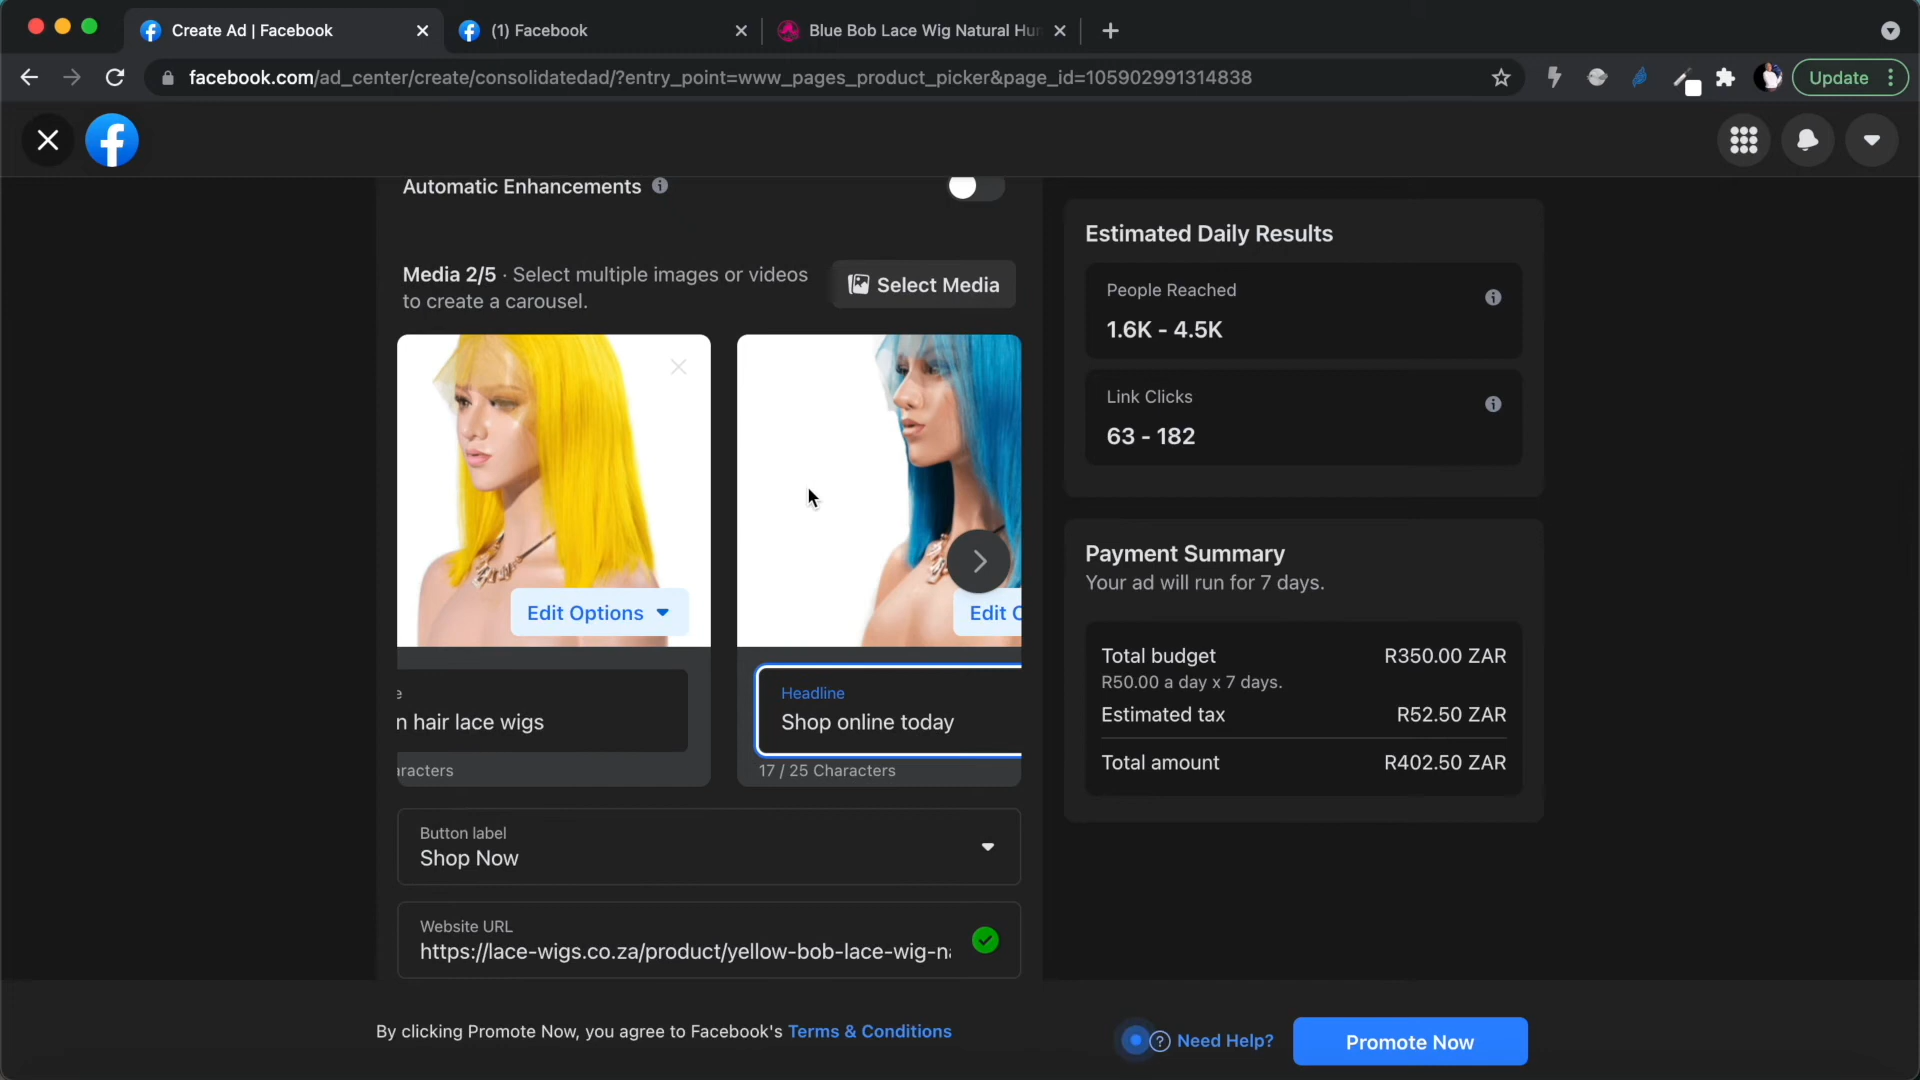 Create Ad | Facebook
(1) Facebook
Blue Bob Lace Wig Natural Hu
facebook.com/ad_center/create/consolidatedad/?entry_point=www_pages_product_picker&page_id=105902991314838
Update
Automatic Enhancements
Media 2/5 · Select multiple images or videos
to create a carousel.
Select Media
Edit Options
Edit
e
n hair lace wigs
aracters
Headline
Shop online today
17 / 25 Characters
Button label
Shop Now
Website URL
https://lace-wigs.co.za/product/yellow-bob-lace-wig-na
Estimated Daily Results
People Reached
1.6K - 4.5K
Link Clicks
63 - 182
Payment Summary
Your ad will run for 7 days.
Total budget
R350.00 ZAR
R50.00 a day x 7 days.
Estimated tax
R52.50 ZAR
Total amount
R402.50 ZAR
By clicking Promote Now, you agree to Facebook's Terms & Conditions
Need Help?
Promote Now